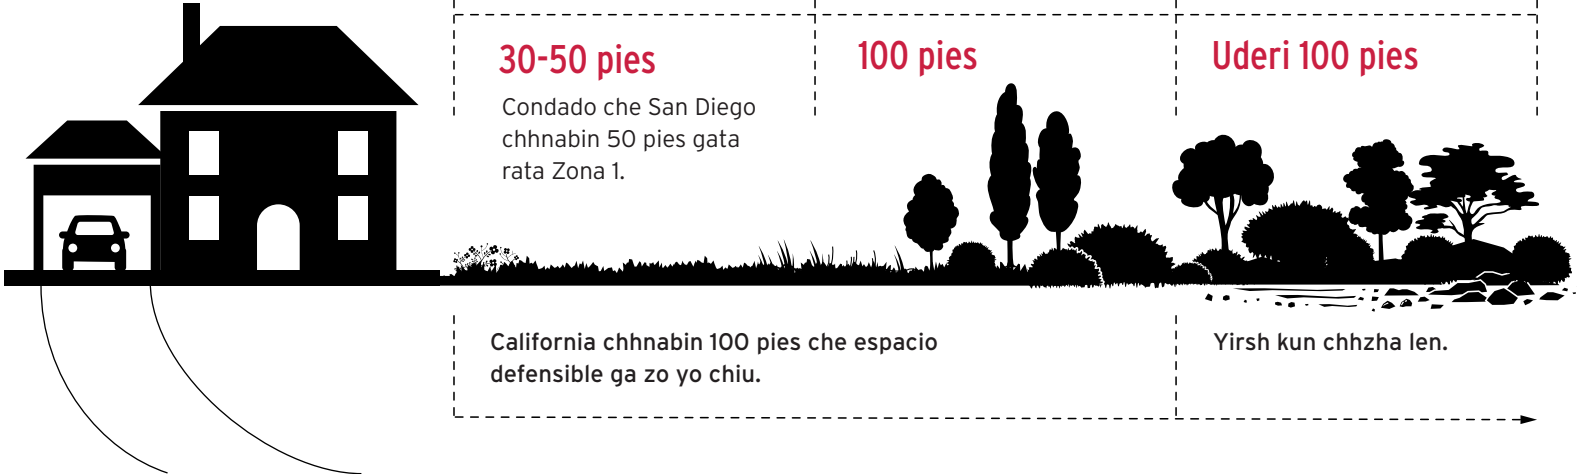 30-50 pies
Condado che San Diego
chhnabin 50 pies gata
rata Zona 1.
100 pies
Uderi 100 pies
California chhnabin 100 pies che espacio
defensible ga zo yo chiu.
Yirsh kun chhzha len.